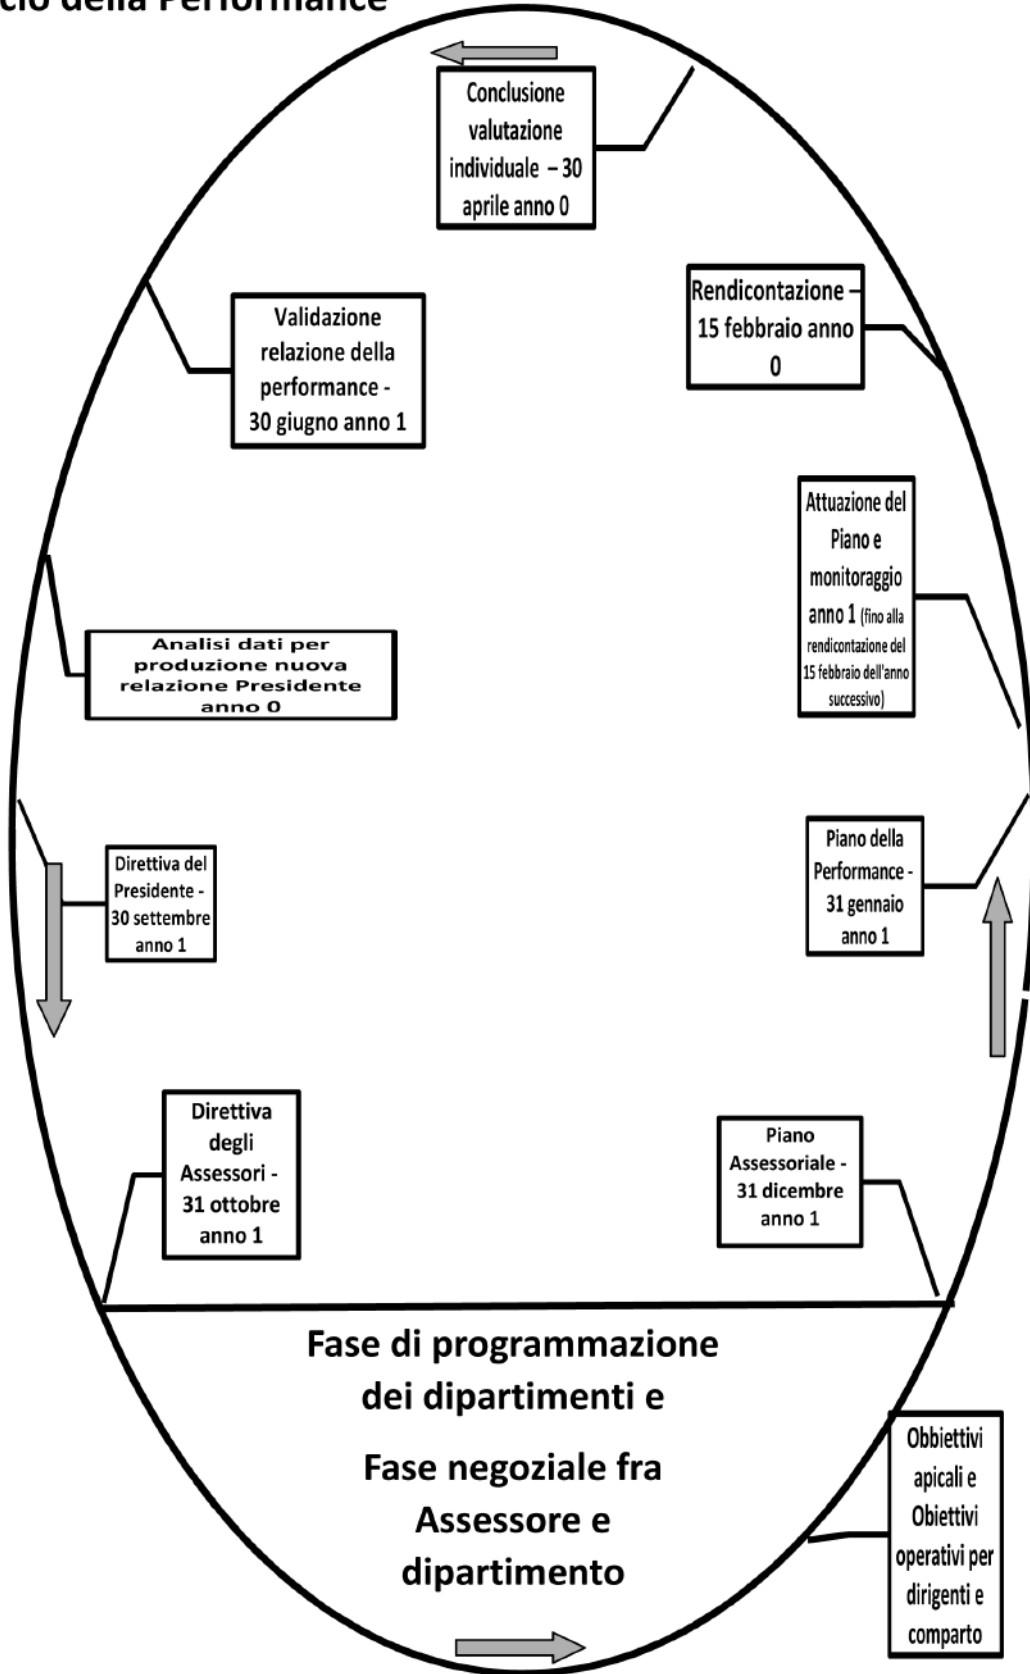 della Performance
Conclusione
valutazione
individuale – 30
aprile anno 0
Rendicontazione –
15 febbraio anno
0
Validazione
relazione della
performance -
30 giugno anno 1
Attuazione del
Piano e
monitoraggio
anno 1 (fino alla
rendicontazione del
15 febbraio dell'anno
successivo)
Analisi dati per
produzione nuova
relazione Presidente
anno 0
Direttiva del
Presidente -
30 settembre
anno 1
Piano della
Performance -
31 gennaio
anno 1
Direttiva
degli
Assessori -
31 ottobre
anno 1
Piano
Assessoriale -
31 dicembre
anno 1
Fase di programmazione
dei dipartimenti e
Fase negoziale fra
Assessore e
dipartimento
Obbiettivi
apicali e
Obiettivi
operativi per
dirigenti e
comparto